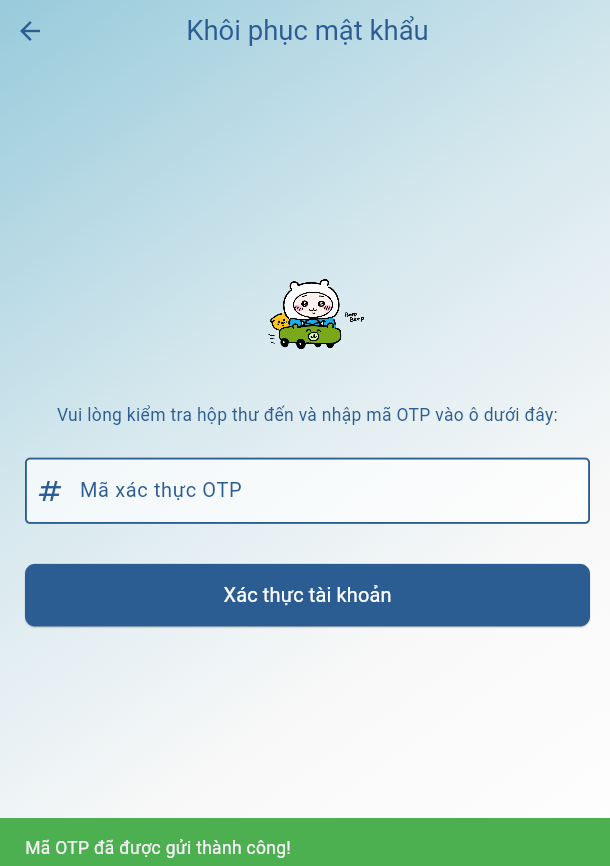 Khôi phục mật khẩu
Vui lòng kiểm tra hộp thư đến và nhập mã OTP vào ô dưới đây:
# Mã xác thực OTP
Xác thực tài khoản
Mã OTP đã được gửi thành công!